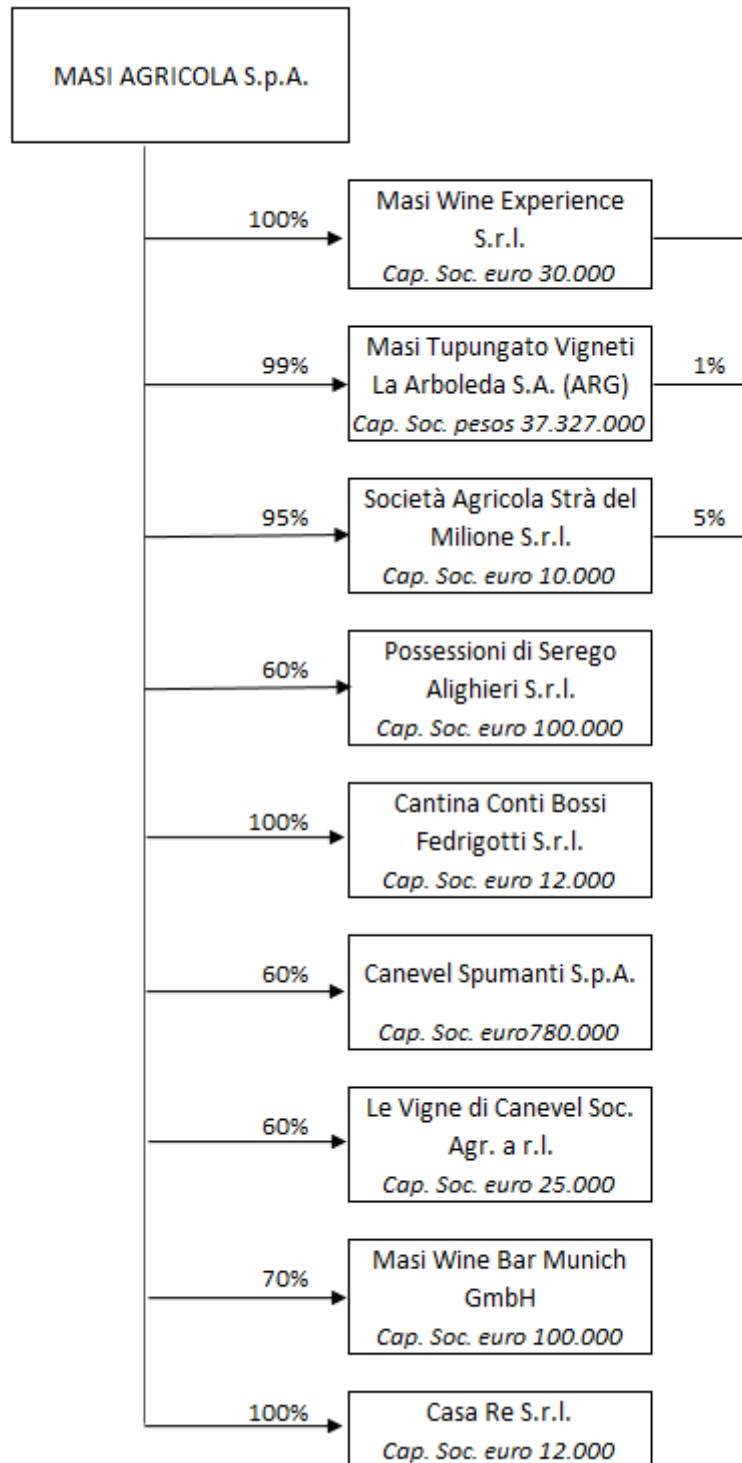 MASI AGRICOLA S.p.A.
100%
Masi Wine Experience
S.r.l.
Cap. Soc. euro 30.000
99%
Masi Tupungato Vigneti
La Arboleda S.A. (ARG)
Cap. Soc. pesos 37.327.000
1%
95%
Società Agricola Strà del
Milione S.r.l.
Cap. Soc. euro 10.000
5%
60%
Possessioni di Serego
Alighieri S.r.l.
Cap. Soc. euro 100.000
100%
Cantina Conti Bossi
Fedrigotti S.r.l.
Cap. Soc. euro 12.000
60%
Canevel Spumanti S.p.A.
Cap. Soc. euro780.000
60%
Le Vigne di Canevel Soc.
Agr. a r.l.
Cap. Soc. euro 25.000
70%
Masi Wine Bar Munich
GmbH
Cap. Soc. euro 100.000
100%
Casa Re S.r.l.
Cap. Soc. euro 12.000